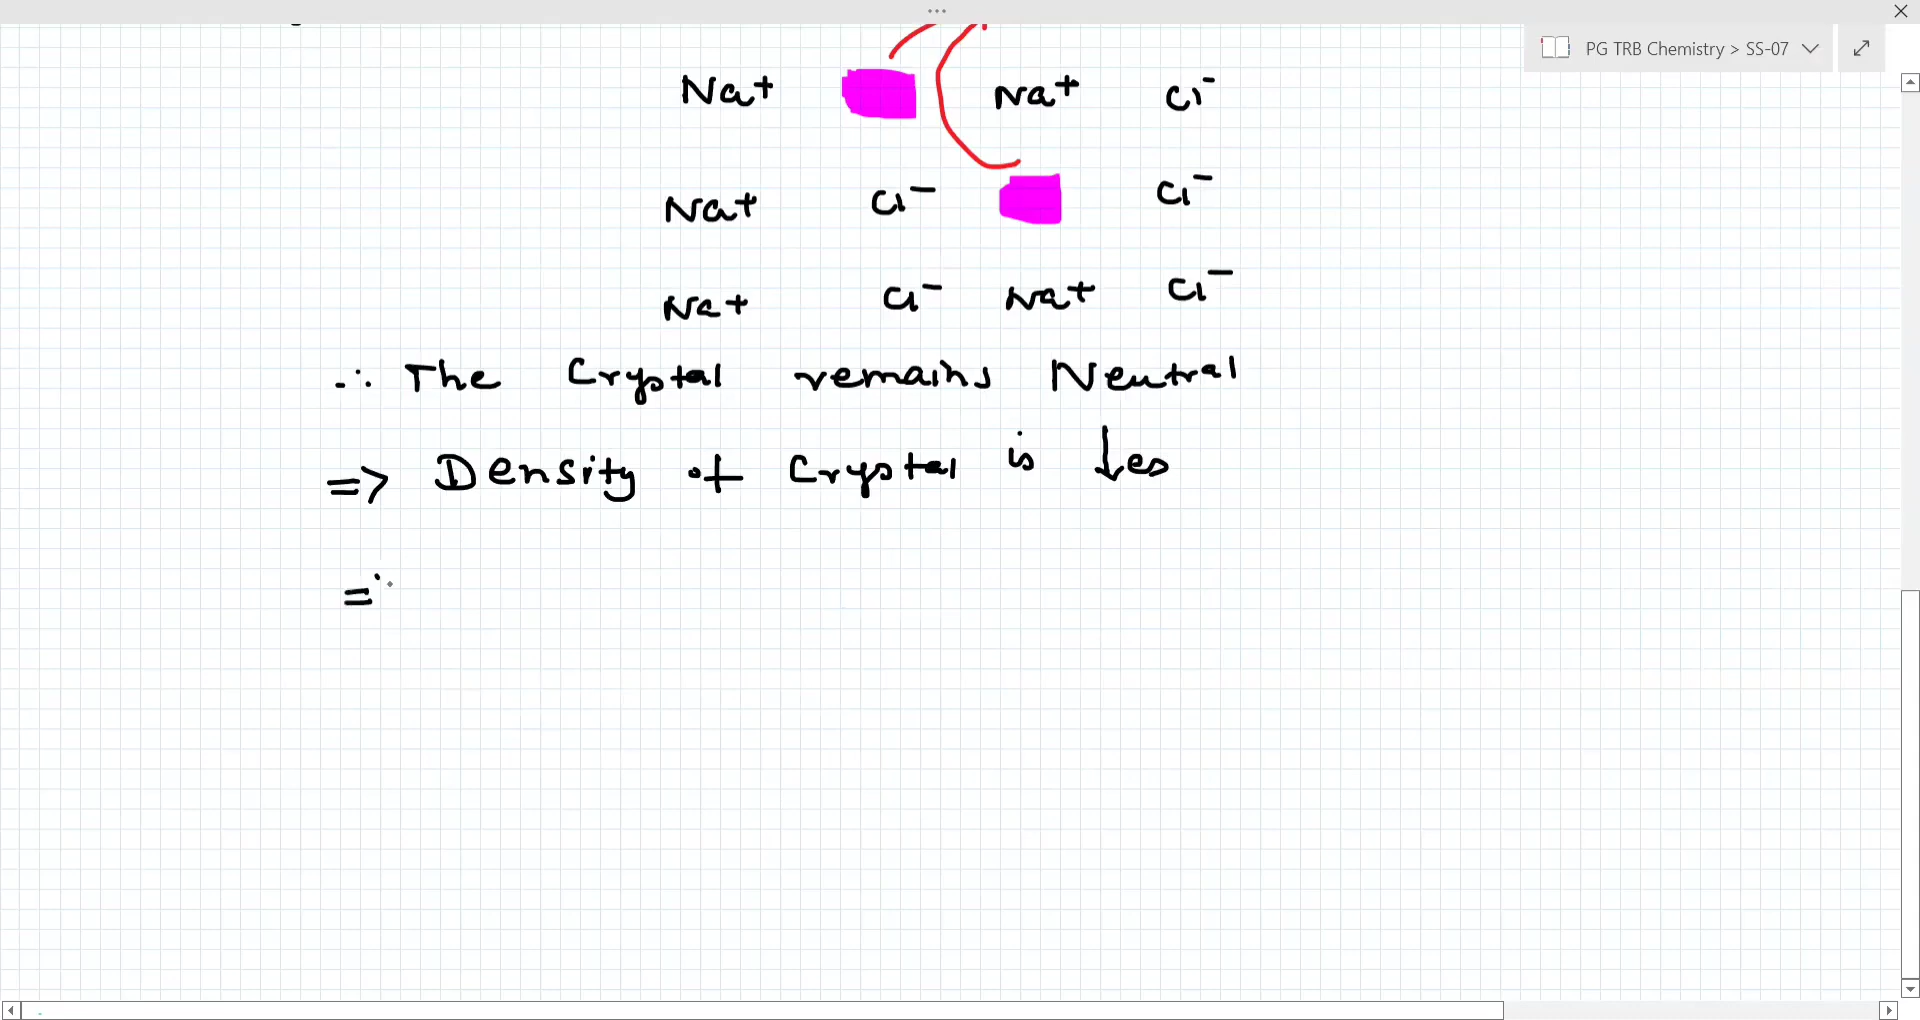 PG TRB Chemistry > SS-07
Na+ Na+ Cl-
Na+ Cl- Cl-
Na+ Cl- Na+ Cl-
∴ The Crystal remains Neutral
=> Density of Crystal is ↓es
=